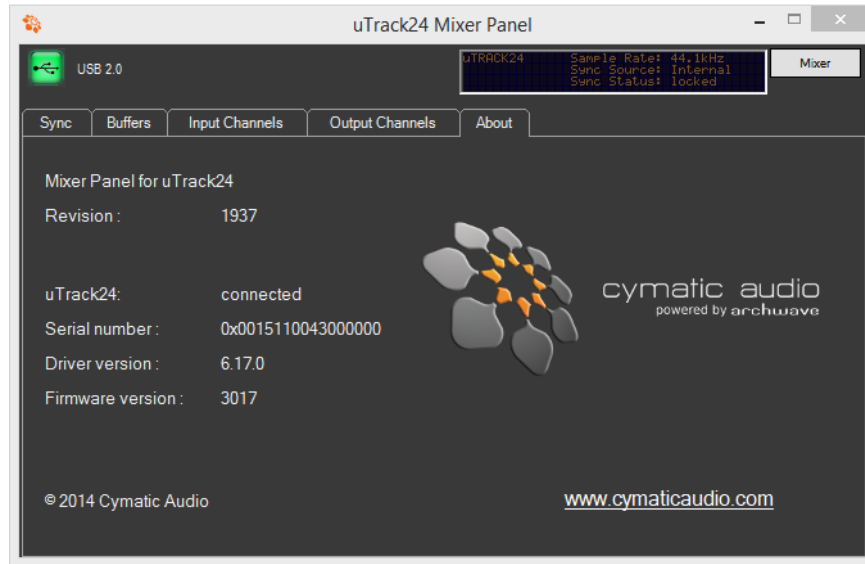 uTrack24 Mixer Panel
USB 2.0
uTRACK24 Sample Rate: 44.1kHz
Sync Source: Internal
Sync Status: locked
Mixer
Sync Buffers Input Channels Output Channels About
Mixer Panel for uTrack24
Revision : 1937
uTrack24: connected
Serial number : 0x0015110043000000
Driver version : 6.17.0
Firmware version : 3017
cymatic audio
powered by archwave
© 2014 Cymatic Audio
www.cymaticaudio.com